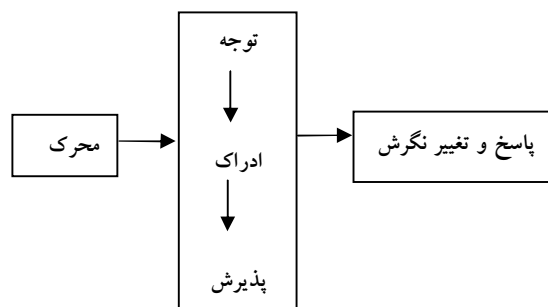 توجه
محرک
ادراک
پاسخ و تغییر نگرش
پذیرش